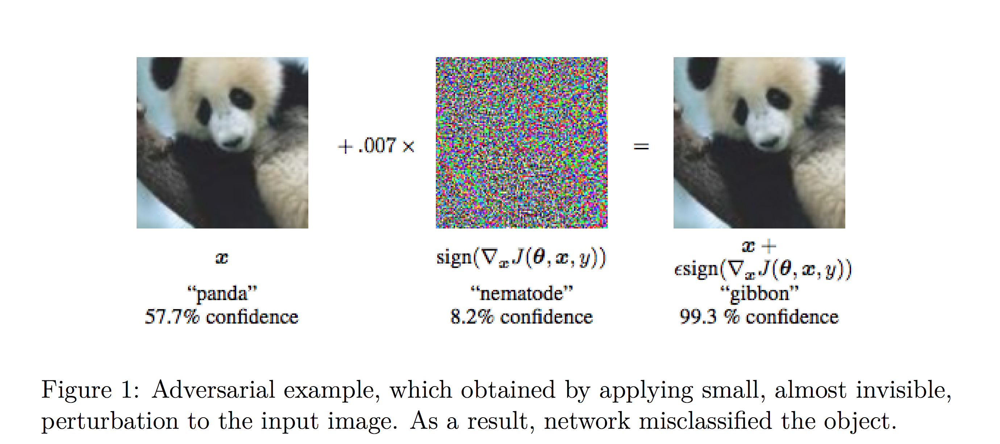 + .007 ×
=
x
sign(∇ₓJ(θ, x, y))
x +
ϵsign(∇ₓJ(θ, x, y))
“panda”
“nematode”
“gibbon”
57.7% confidence
8.2% confidence
99.3 % confidence
Figure 1: Adversarial example, which obtained by applying small, almost invisible,
perturbation to the input image. As a result, network misclassified the object.